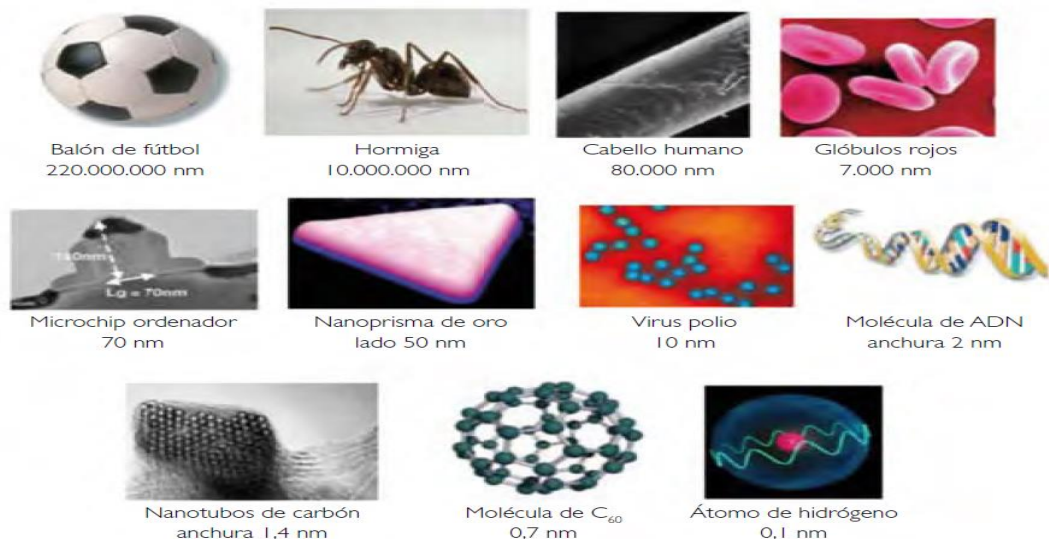 Balón de fútbol
220.000.000 nm
Hormiga
10.000.000 nm
Cabello humano
80.000 nm
Glóbulos rojos
7.000 nm
Lg = 70nm
Microchip ordenador
70 nm
Nanoprisma de oro
lado 50 nm
Virus polio
10 nm
Molécula de ADN
anchura 2 nm
Nanotubos de carbón
anchura 1,4 nm
Molécula de C₆₀
0,7 nm
Átomo de hidrógeno
0,1 nm